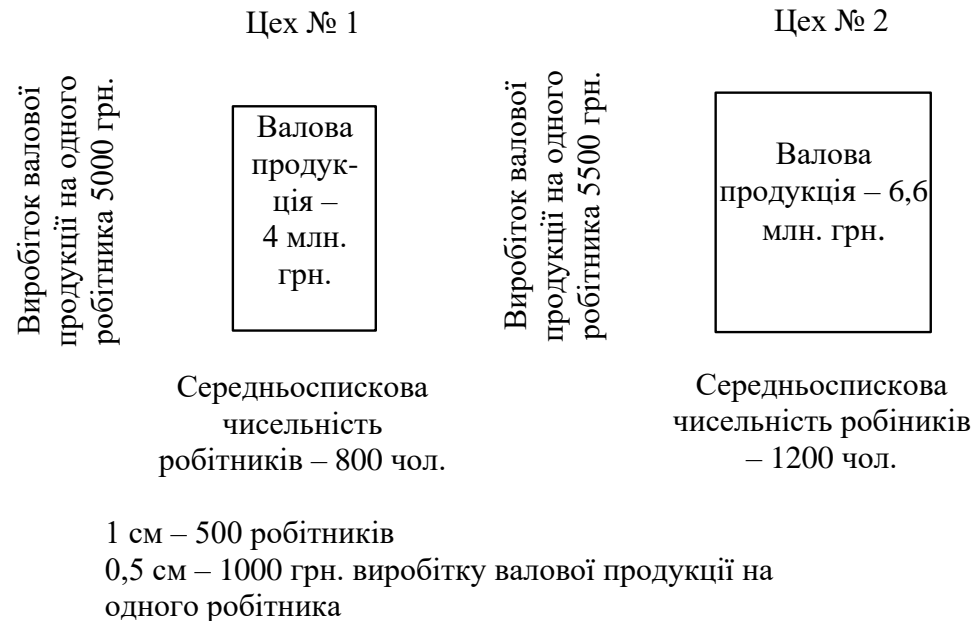 Цех № 1
Виробіток валової
продукції на одного
робітника 5000 грн.
Валова
продук-
ція –
4 млн.
грн.
Середньоспискова
чисельність
робітників – 800 чол.
Цех № 2
Виробіток валової
продукції на одного
робітника 5500 грн.
Валова
продукція – 6,6
млн. грн.
Середньоспискова
чисельність робіників
– 1200 чол.
1 см – 500 робітників
0,5 см – 1000 грн. виробітку валової продукції на
одного робітника